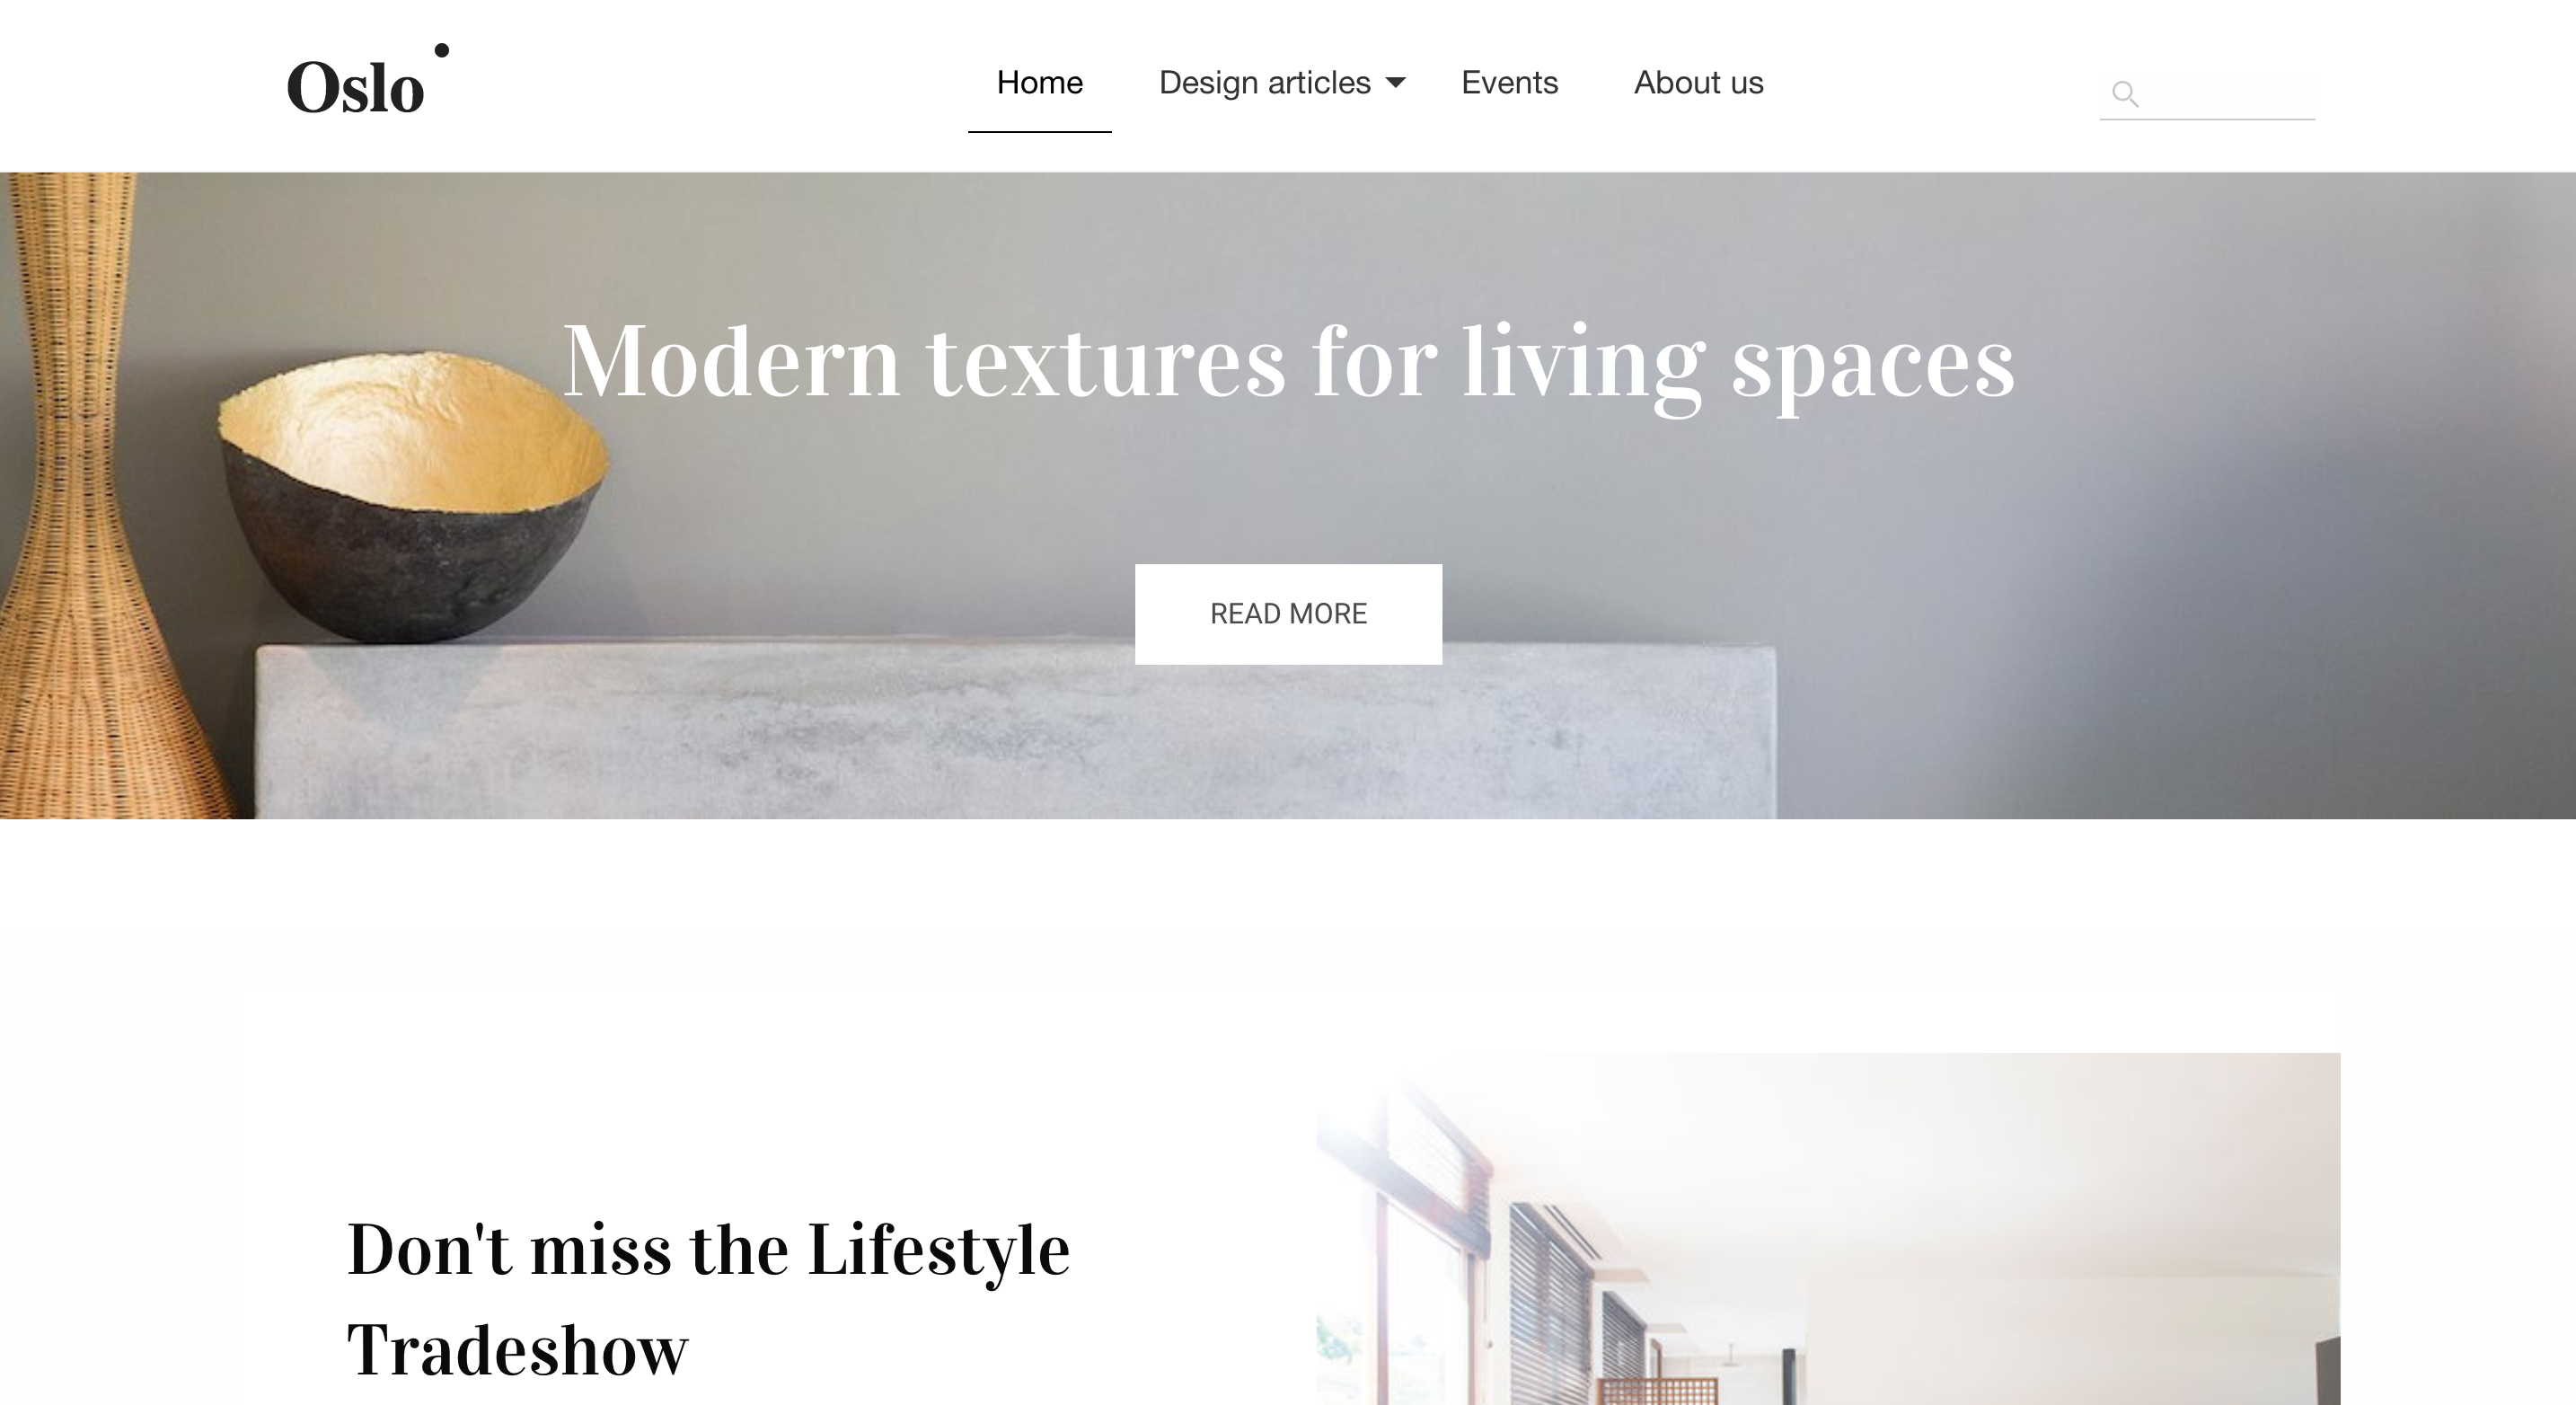 Oslo
Home Design articles Events About us
Modern textures for living spaces
READ MORE
Don't miss the Lifestyle
Tradeshow